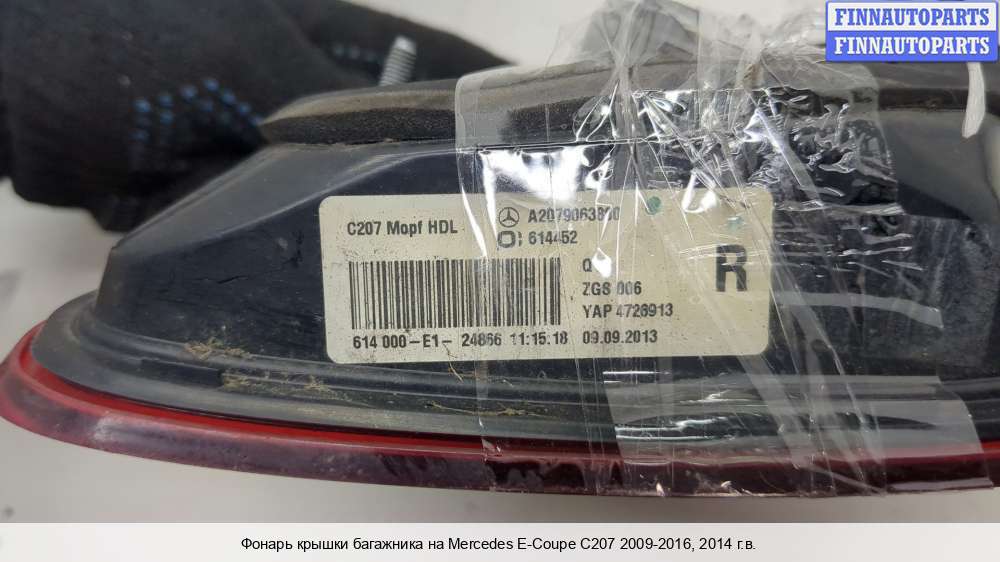 FINNAUTOPARTS
FINNAUTOPARTS
C207 Mopf HDL
614452
Q
ZGS 006
YAP 4726913
R
614 000-E1- 24866 11:15:18 09.09.2013
Фонарь крышки багажника на Mercedes E-Coupe C207 2009-2016, 2014 г.в.